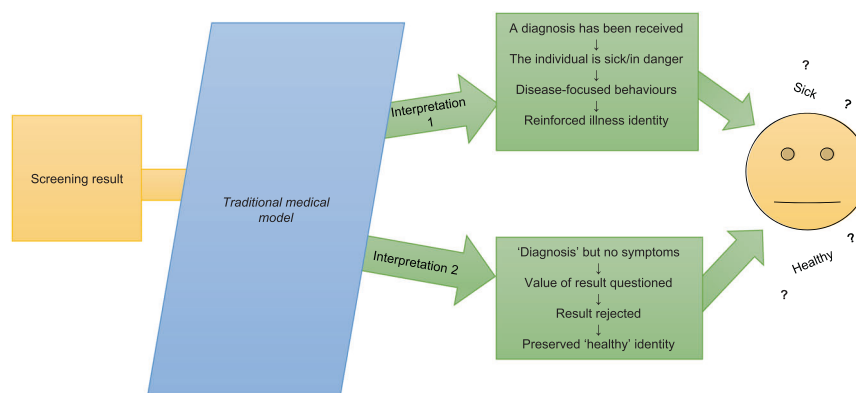 Screening result
Traditional medical
model
Interpretation
1
A diagnosis has been received
↓
The individual is sick/in danger
↓
Disease-focused behaviours
↓
Reinforced illness identity
Interpretation 2
'Diagnosis' but no symptoms
↓
Value of result questioned
↓
Result rejected
↓
Preserved 'healthy' identity
?
Sick
?
?
Healthy
?